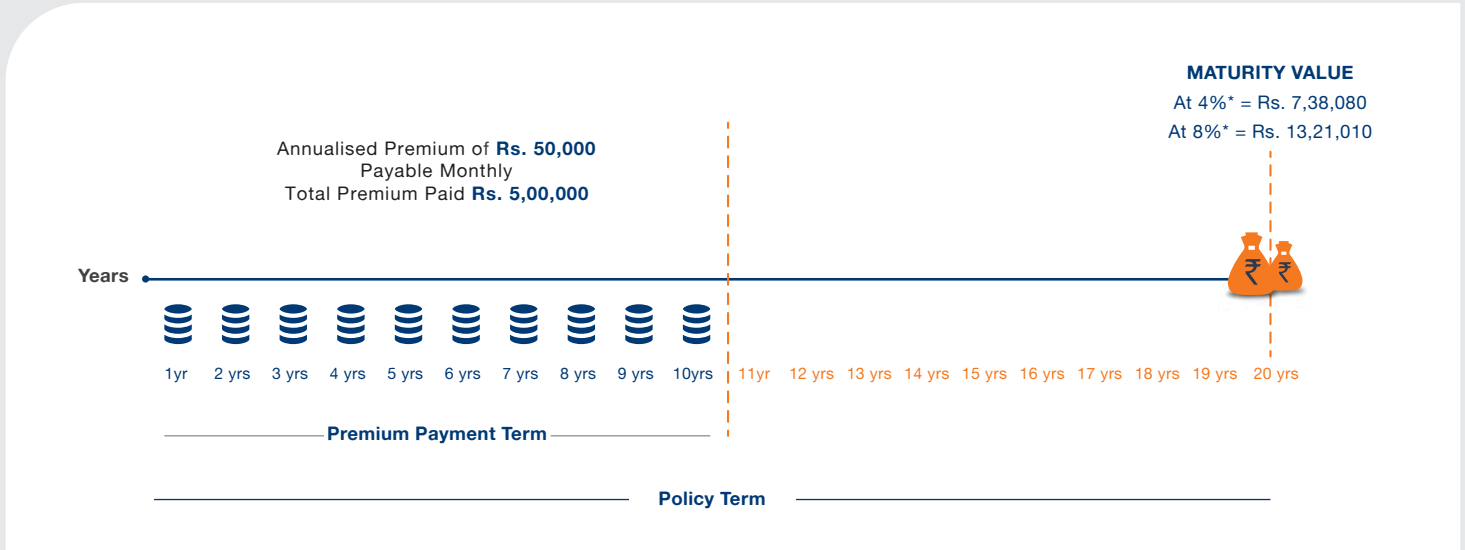 MATURITY VALUE
At 4%* = Rs. 7,38,080
At 8%* = Rs. 13,21,010
Annualised Premium of Rs. 50,000
Payable Monthly
Total Premium Paid Rs. 5,00,000
Years
₹ ₹
1yr 2 yrs 3 yrs 4 yrs 5 yrs 6 yrs 7 yrs 8 yrs 9 yrs 10yrs 11yr 12 yrs 13 yrs 14 yrs 15 yrs 16 yrs 17 yrs 18 yrs 19 yrs 20 yrs
Premium Payment Term
Policy Term